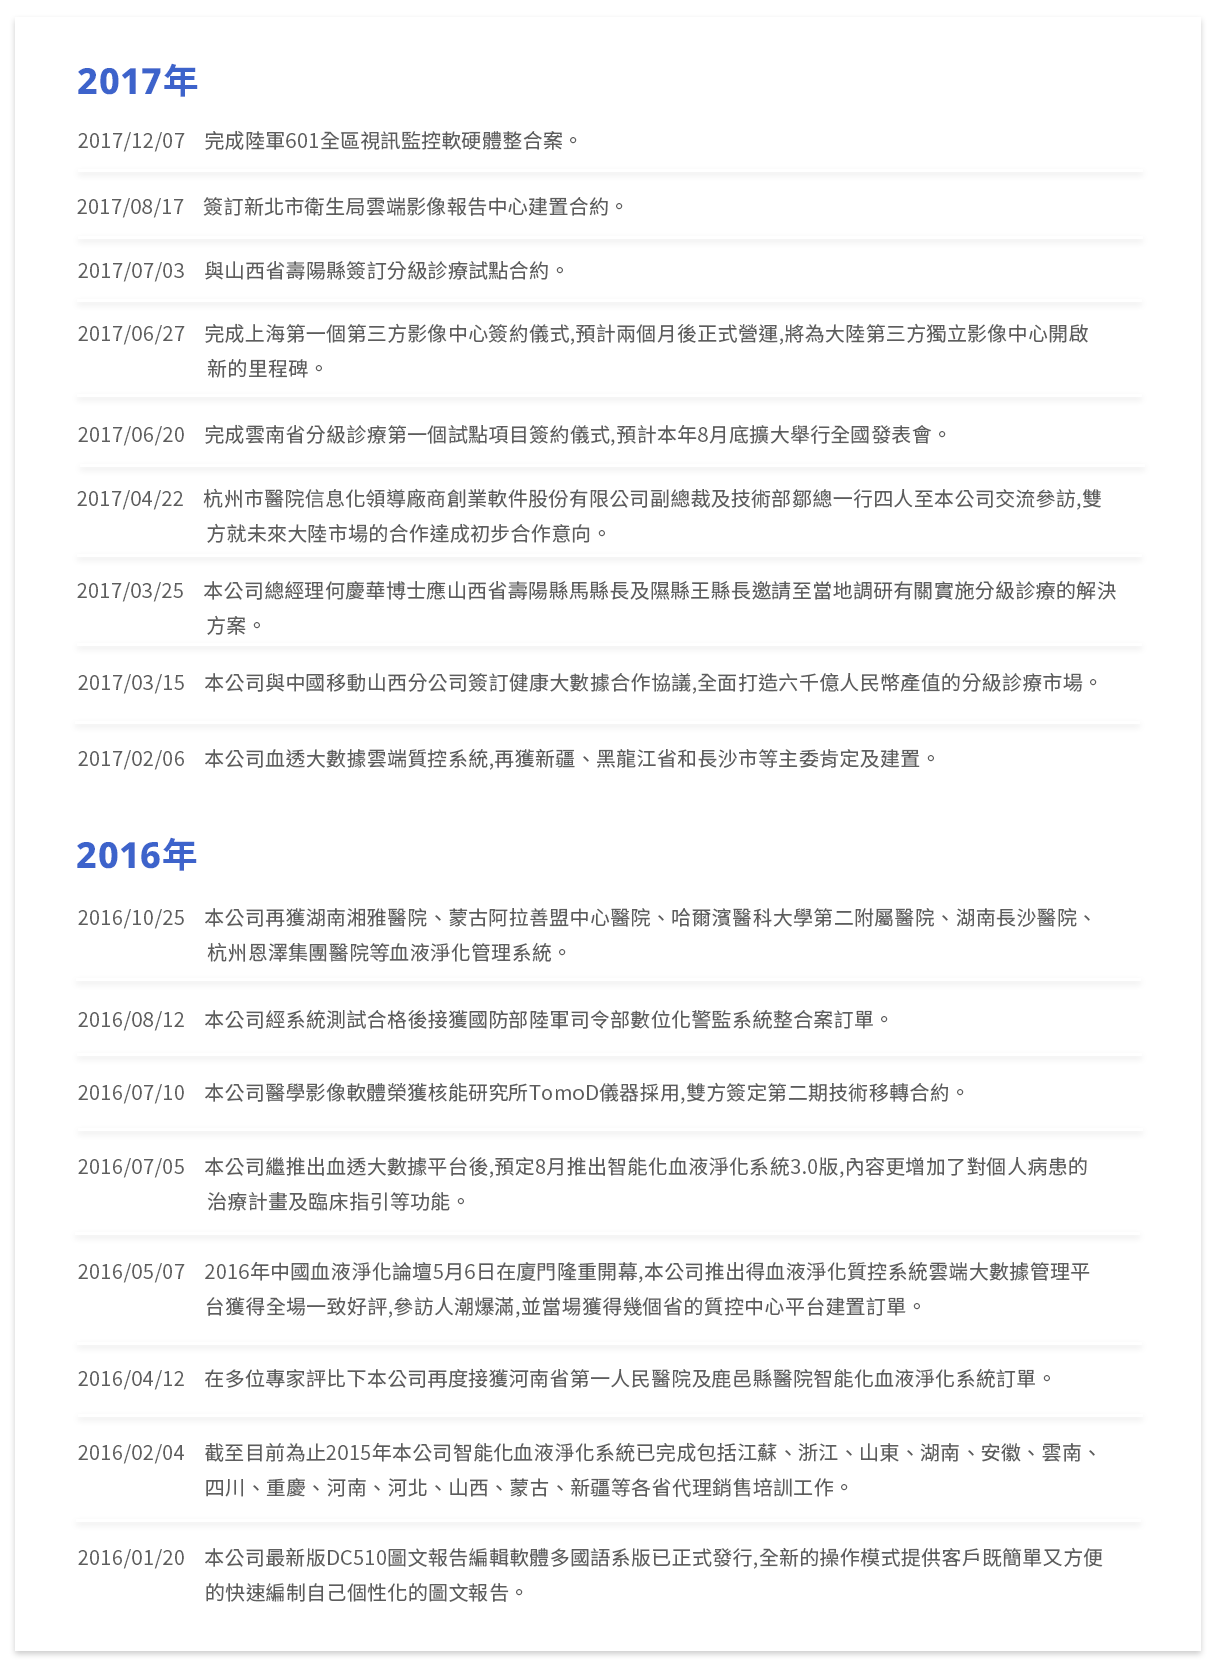 2017年
2017/12/07 完成陸軍601全區視訊監控軟硬體整合案。
2017/08/17 簽訂新北市衛生局雲端影像報告中心建置合約。
2017/07/03 與山西省壽陽縣簽訂分級診療試點合約。
2017/06/27 完成上海第一個第三方影像中心簽約儀式,預計兩個月後正式營運,將為大陸第三方獨立影像中心開啟
新的里程碑。
2017/06/20 完成雲南省分級診療第一個試點項目簽約儀式,預計本年8月底擴大舉行全國發表會。
2017/04/22 杭州市醫院信息化領導廠商創業軟件股份有限公司副總裁及技術部鄒總一行四人至本公司交流參訪,雙
方就未來大陸市場的合作達成初步合作意向。
2017/03/25 本公司總經理何慶華博士應山西省壽陽縣馬縣長及隰縣王縣長邀請至當地調研有關實施分級診療的解決
方案。
2017/03/15 本公司與中國移動山西分公司簽訂健康大數據合作協議,全面打造六千億人民幣產值的分級診療市場。
2017/02/06 本公司血透大數據雲端質控系統,再獲新疆、黑龍江省和長沙市等主委肯定及建置。
2016年
2016/10/25 本公司再獲湖南湘雅醫院、蒙古阿拉善盟中心醫院、哈爾濱醫科大學第二附屬醫院、湖南長沙醫院、
杭州恩澤集團醫院等血液淨化管理系統。
2016/08/12 本公司經系統測試合格後接獲國防部陸軍司令部數位化警監系統整合案訂單。
2016/07/10 本公司醫學影像軟體榮獲核能研究所TomoD儀器採用,雙方簽定第二期技術移轉合約。
2016/07/05 本公司繼推出血透大數據平台後,預定8月推出智能化血液淨化系統3.0版,內容更增加了對個人病患的
治療計畫及臨床指引等功能。
2016/05/07 2016年中國血液淨化論壇5月6日在廈門隆重開幕,本公司推出得血液淨化質控系統雲端大數據管理平
台獲得全場一致好評,參訪人潮爆滿,並當場獲得幾個省的質控中心平台建置訂單。
2016/04/12 在多位專家評比下本公司再度接獲河南省第一人民醫院及鹿邑縣醫院智能化血液淨化系統訂單。
2016/02/04 截至目前為止2015年本公司智能化血液淨化系統已完成包括江蘇、浙江、山東、湖南、安徽、雲南、
四川、重慶、河南、河北、山西、蒙古、新疆等各省代理銷售培訓工作。
2016/01/20 本公司最新版DC510圖文報告編輯軟體多國語系版已正式發行,全新的操作模式提供客戶既簡單又方便
的快速編制自己個性化的圖文報告。